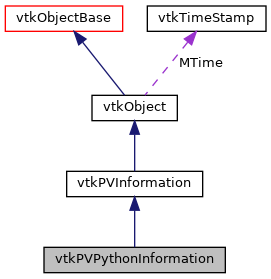 vtkObjectBase
vtkTimeStamp
MTime
vtkObject
vtkPVInformation
vtkPVPythonInformation